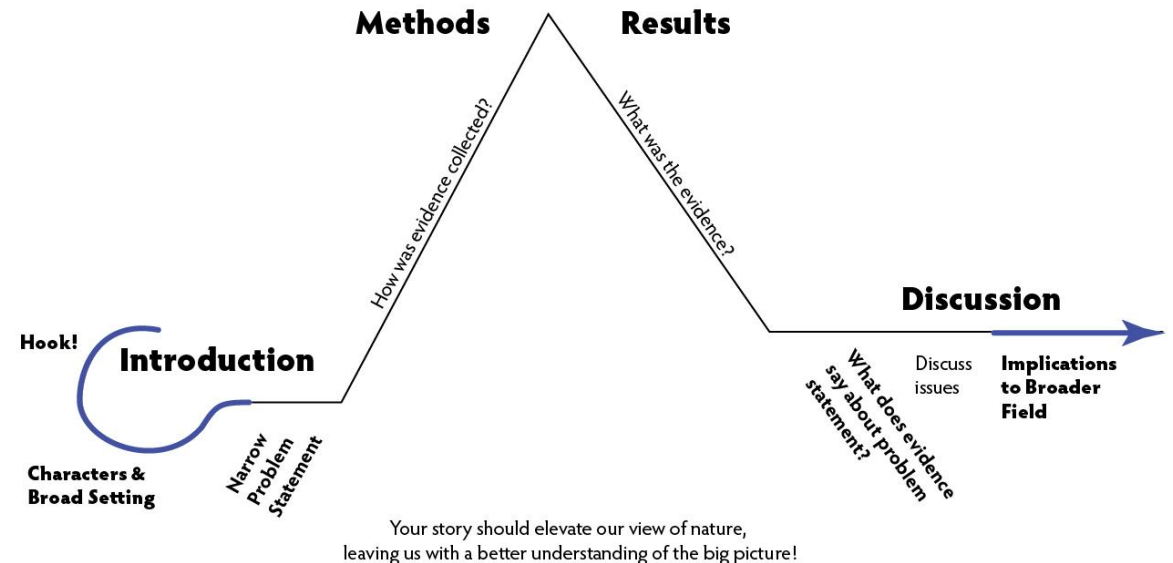 Methods
Results
How was evidence collected?
What was the evidence?
Hook!
Introduction
Characters &
Broad Setting
Narrow
Problem
Statement
Discussion
What does evidence
say about problem
statement?
Discuss
issues
Implications
to Broader
Field
Your story should elevate our view of nature,
leaving us with a better understanding of the big picture!